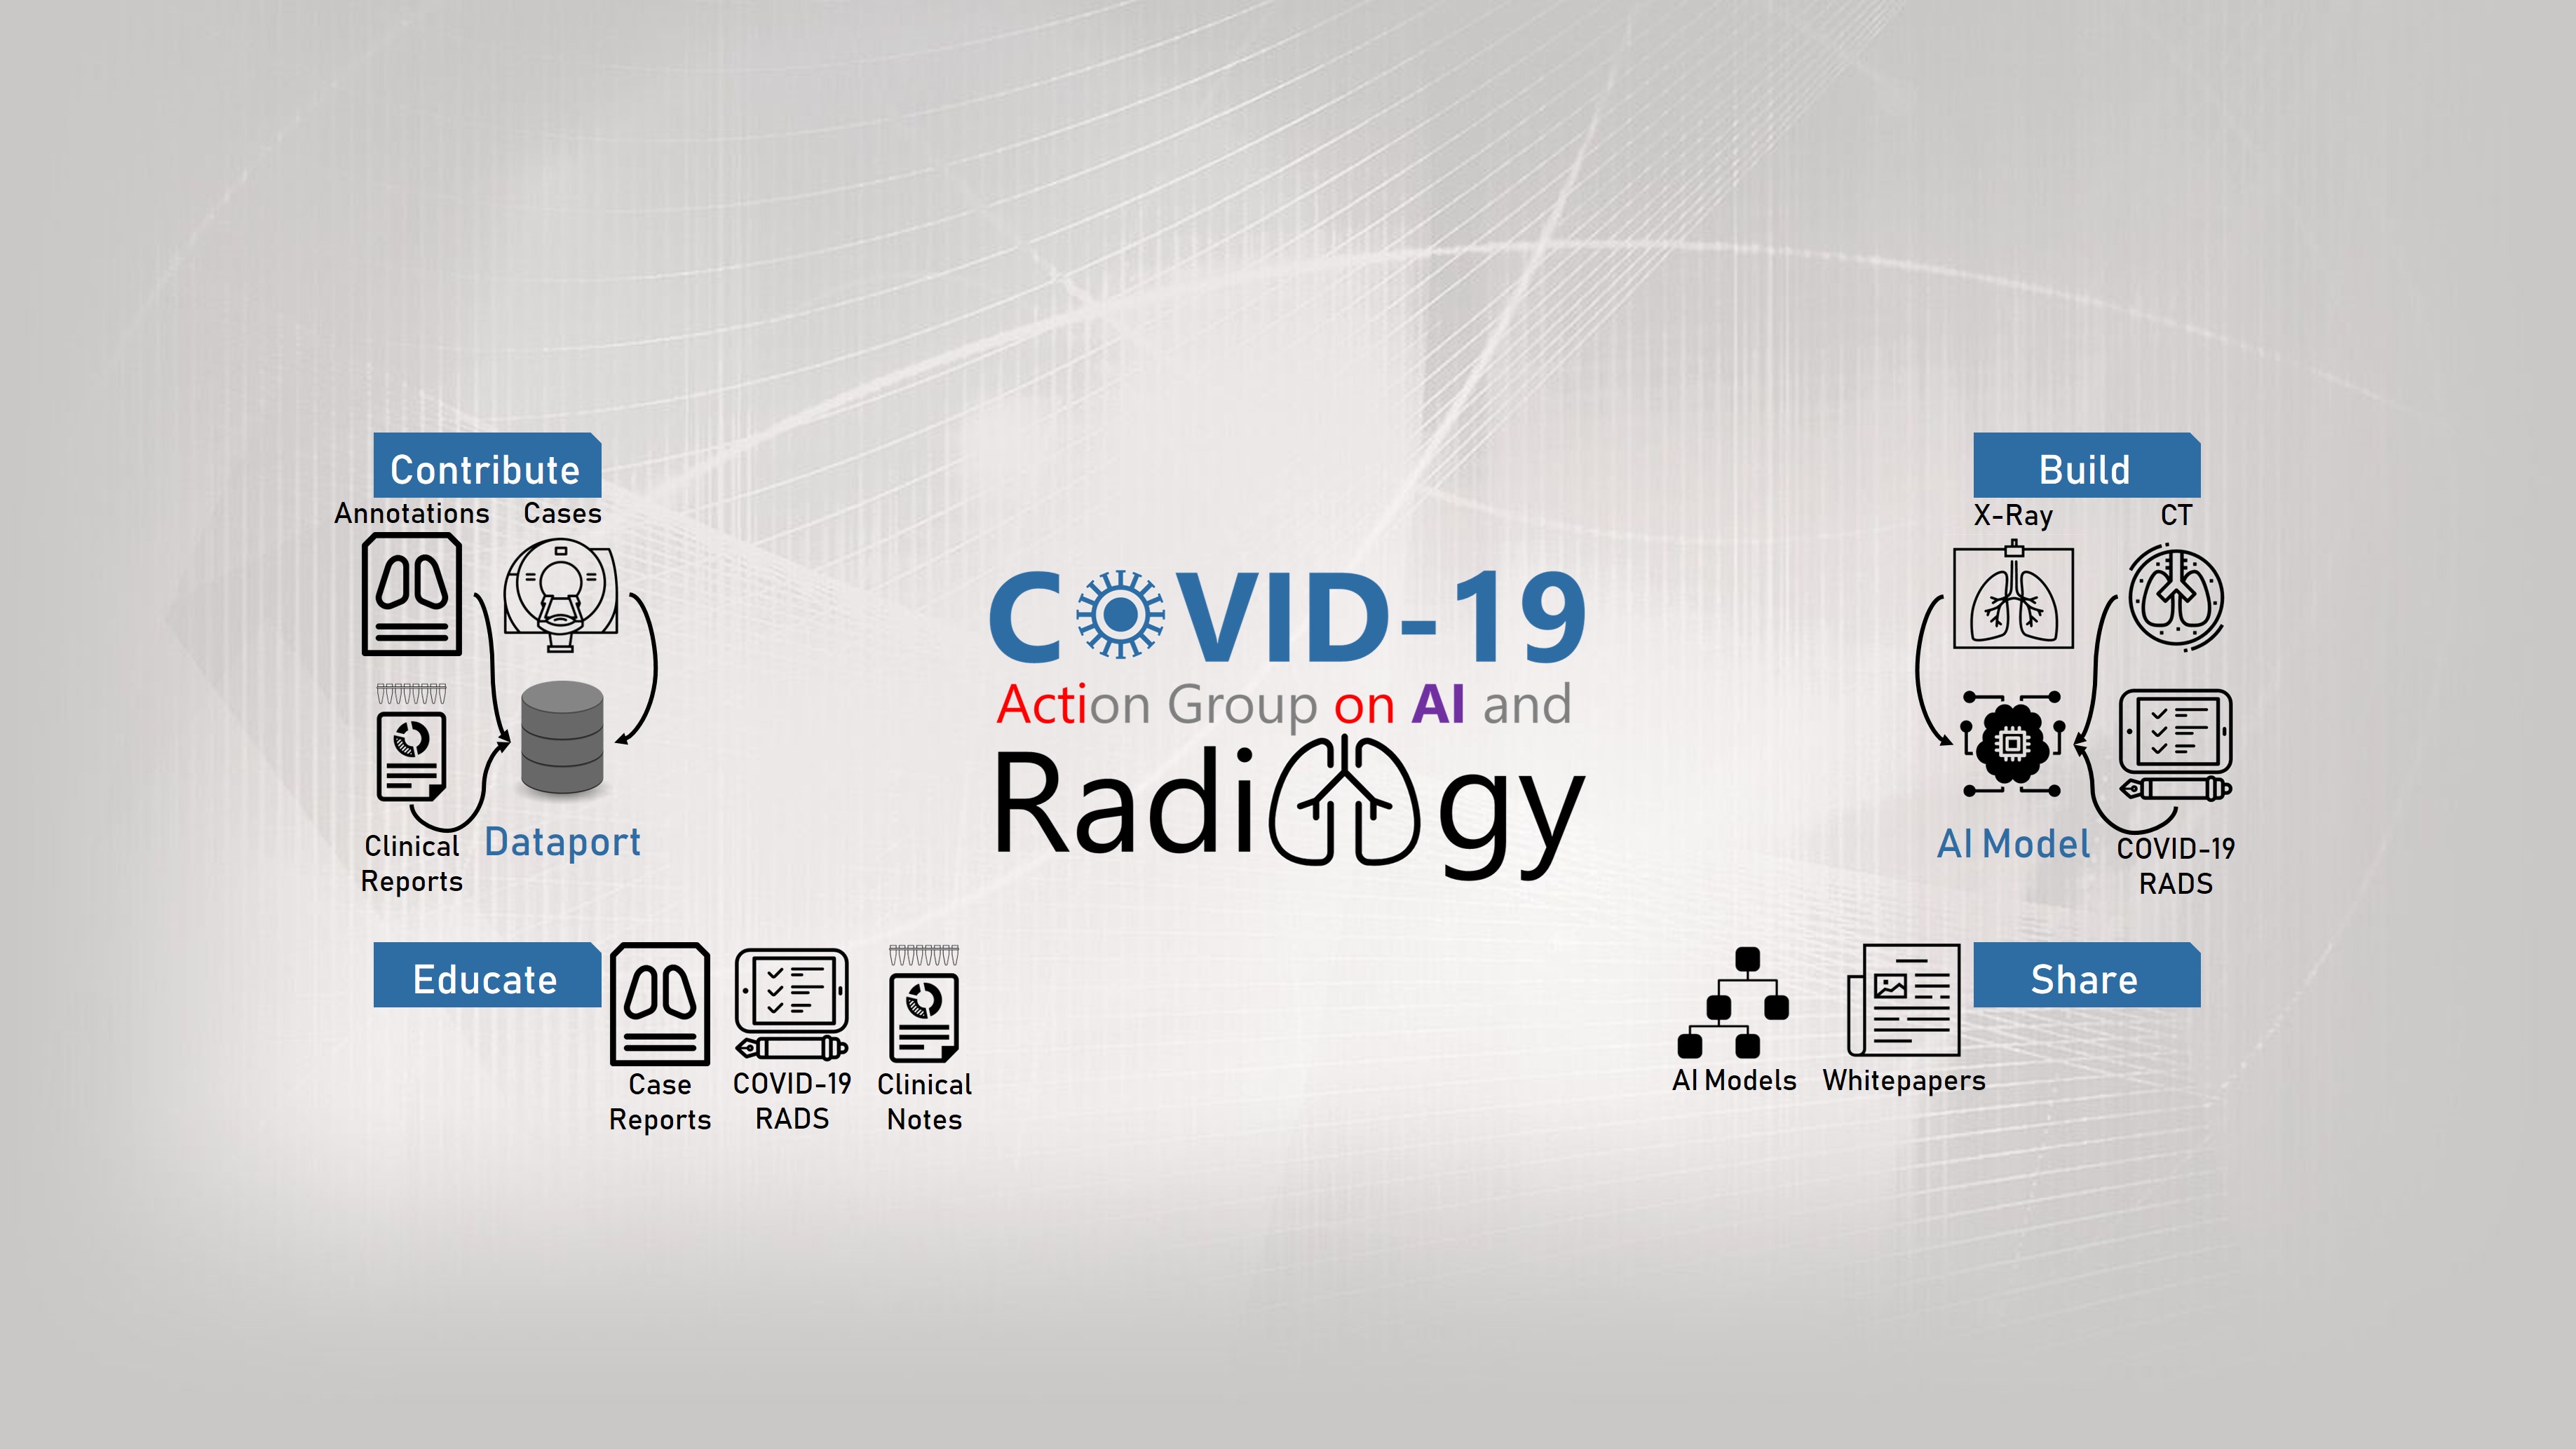 Contribute
Annotations Cases
Clinical
Reports
Dataport
Educate
Case
Reports
COVID-19
RADS
Clinical
Notes
COVID-19
Action Group on AI and
Radiology
Build
X-Ray CT
AI Model
COVID-19
RADS
Share
AI Models Whitepapers